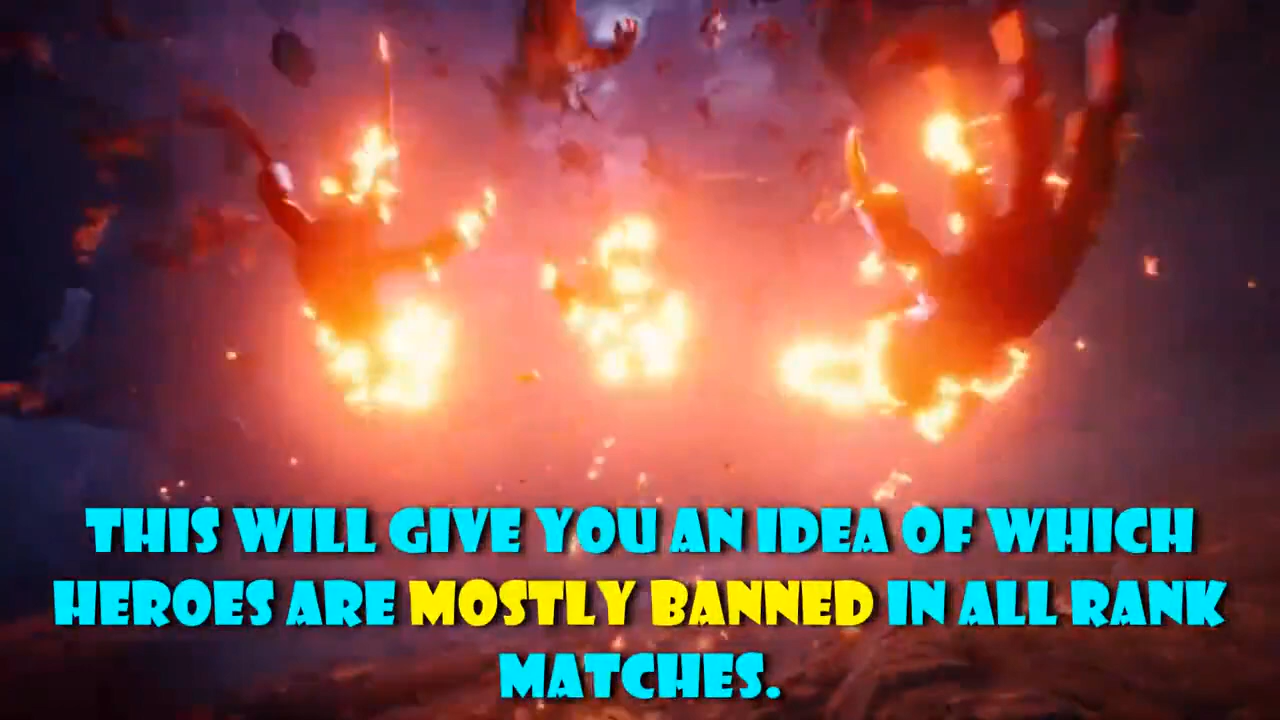 THIS WILL GIVE YOU AN IDEA OF WHICH
HEROES ARE MOSTLY BANNED IN ALL RANK
MATCHES.